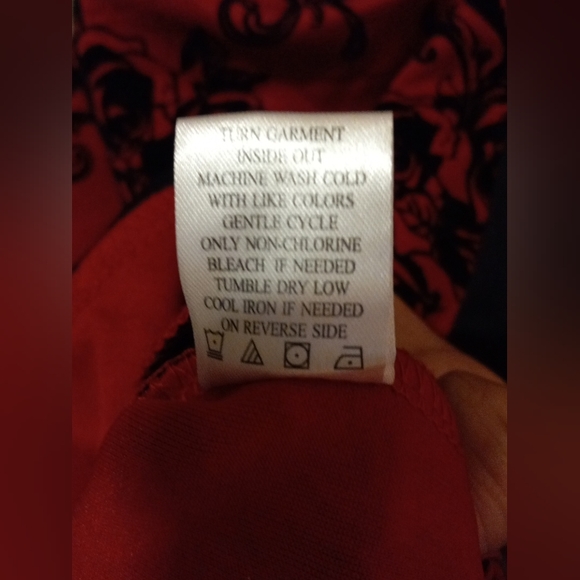 TURN GARMENT
INSIDE OUT
MACHINE WASH COLD
WITH LIKE COLORS
GENTLE CYCLE
ONLY NON-CHLORINE
BLEACH IF NEEDED
TUMBLE DRY LOW
COOL IRON IF NEEDED
ON REVERSE SIDE